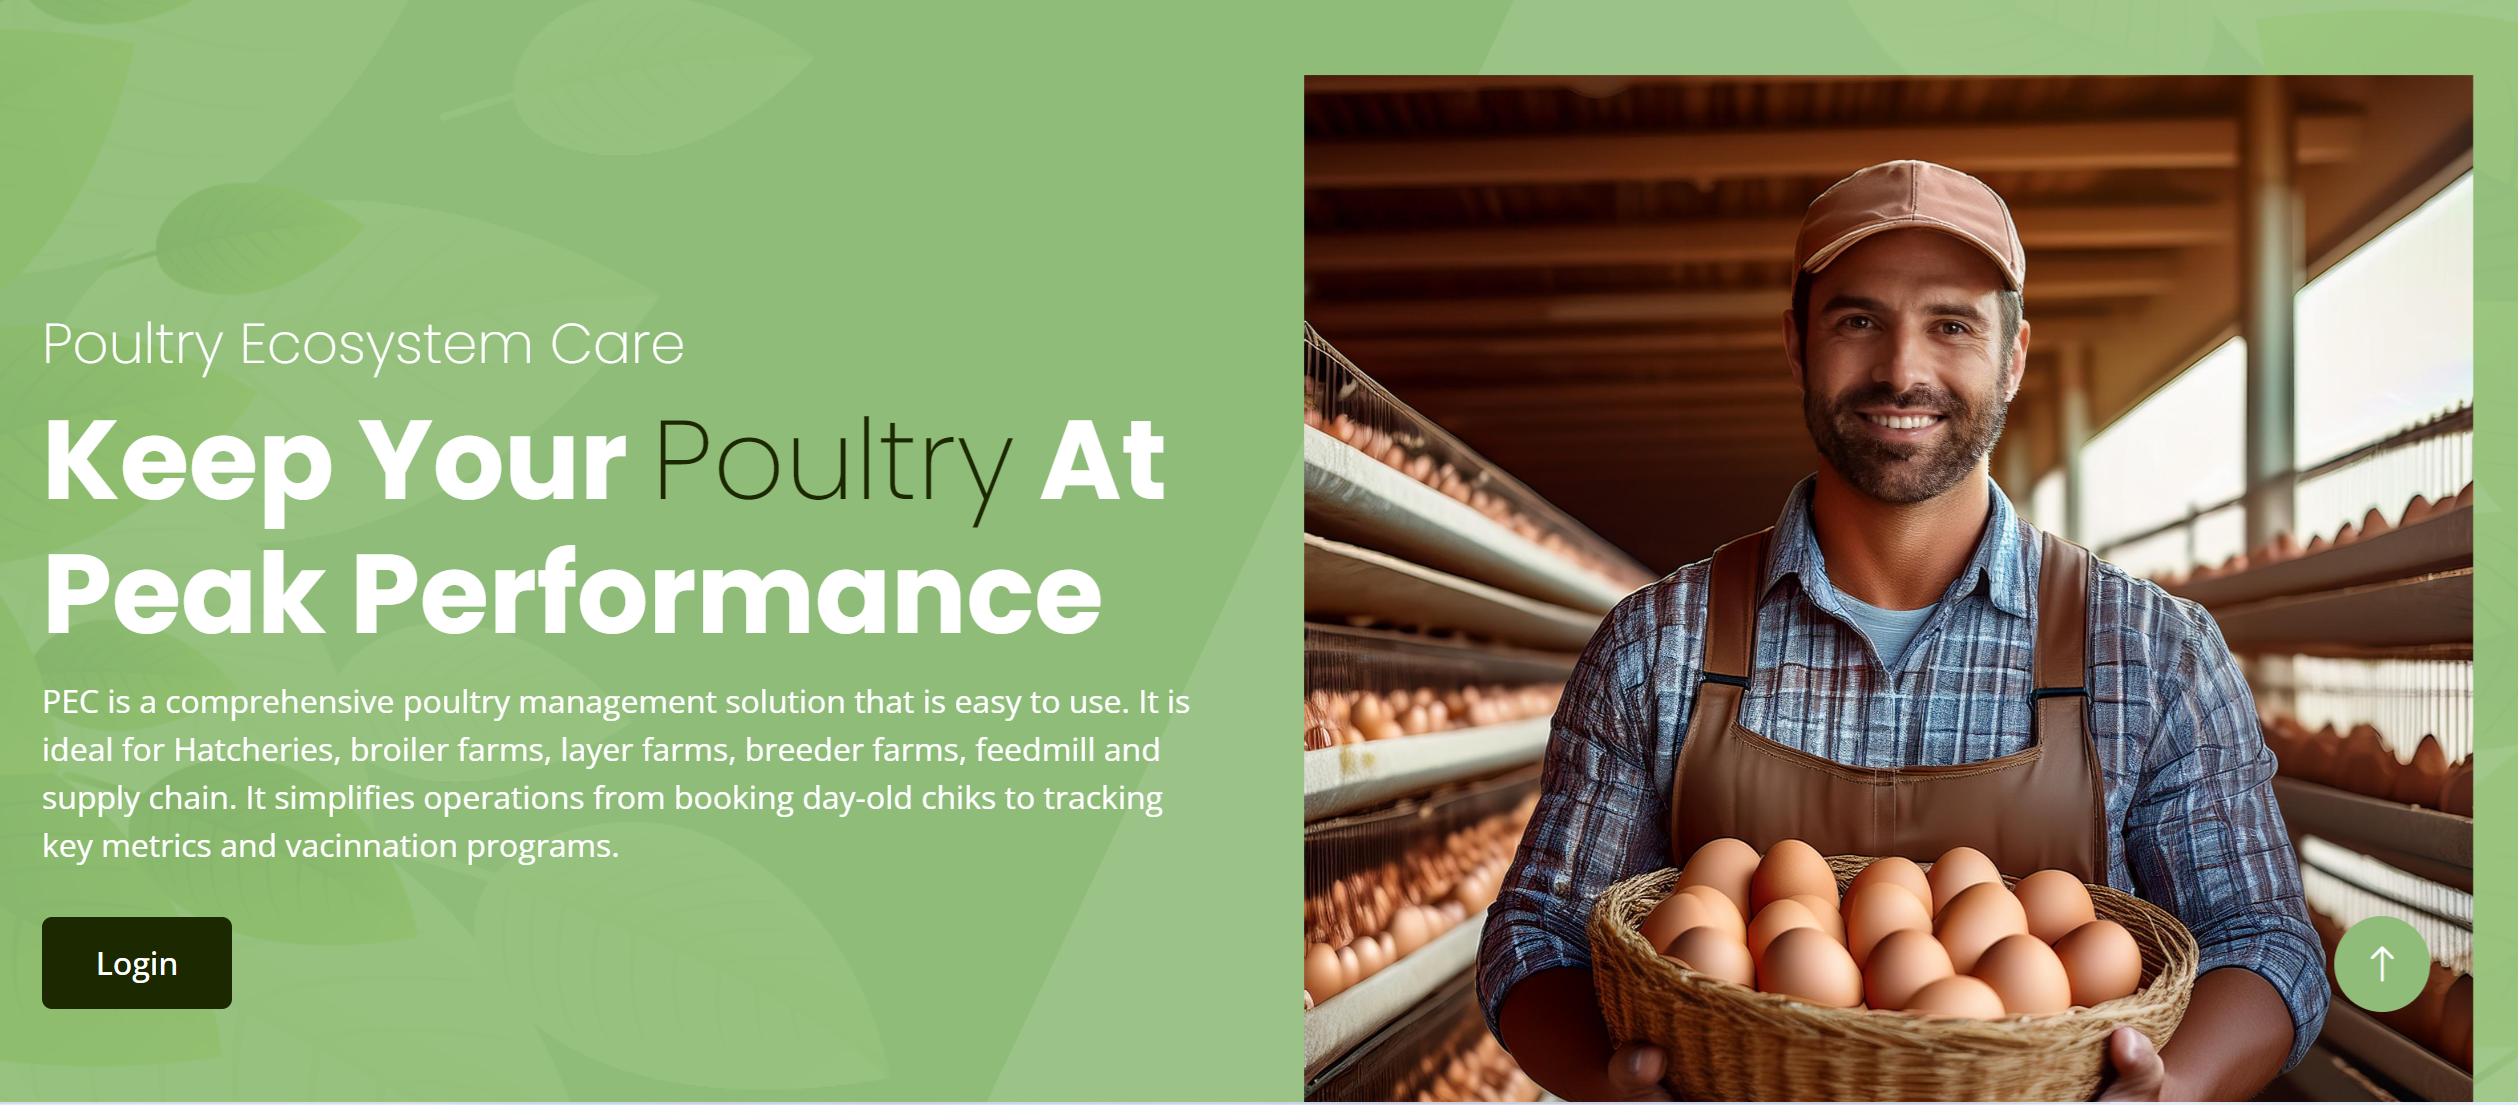 Poultry Ecosystem Care
Keep Your Poultry At
Peak Performance
PEC is a comprehensive poultry management solution that is easy to use. It is
ideal for Hatcheries, broiler farms, layer farms, breeder farms, feedmill and
supply chain. It simplifies operations from booking day-old chiks to tracking
key metrics and vacinnation programs.
Login